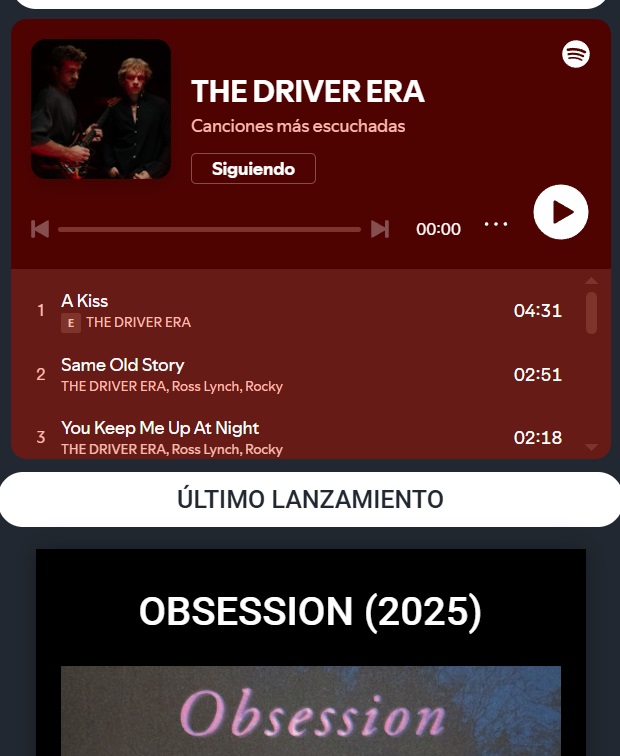 THE DRIVER ERA
Canciones más escuchadas
Siguiendo
00:00
1 A Kiss 04:31
E THE DRIVER ERA
2 Same Old Story 02:51
THE DRIVER ERA, Ross Lynch, Rocky
3 You Keep Me Up At Night 02:18
THE DRIVER ERA, Ross Lynch, Rocky
ÚLTIMO LANZAMIENTO
OBSESSION (2025)
Obsession